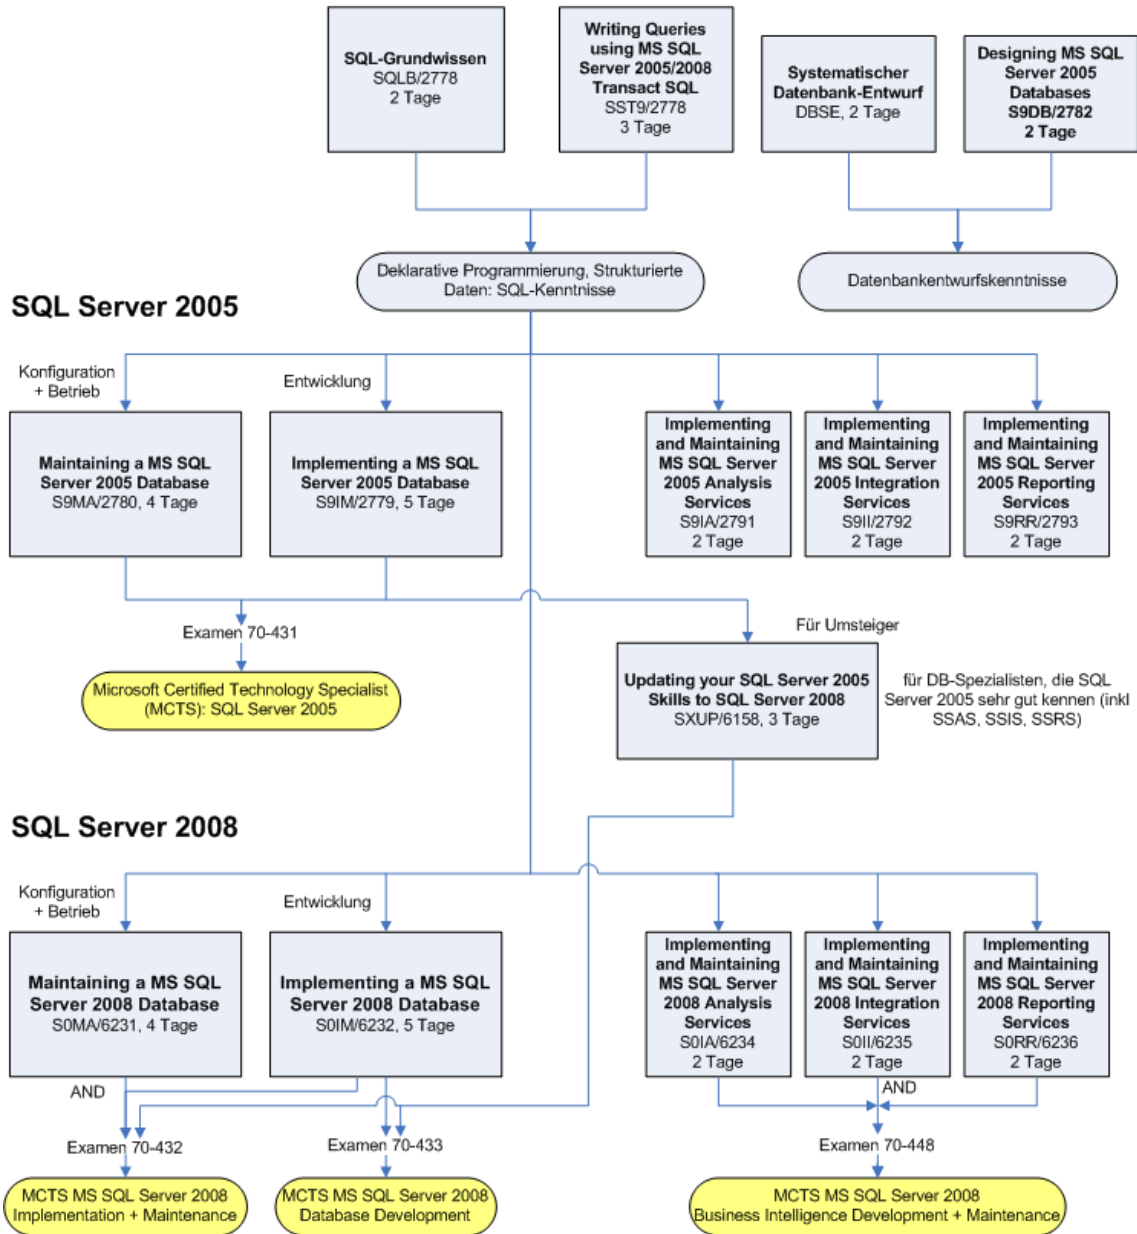 SQL-Grundwissen
SQLB/2778
2 Tage
Writing Queries
using MS SQL
Server 2005/2008
Transact SQL
SST9/2778
3 Tage
Systematischer
Datenbank-Entwurf
DBSE, 2 Tage
Designing MS SQL
Server 2005
Databases
S9DB/2782
2 Tage
Deklarative Programmierung, Strukturierte
Daten: SQL-Kenntnisse
Datenbankentwurfskenntnisse
SQL Server 2005
Konfiguration
+ Betrieb
Entwicklung
Maintaining a MS SQL
Server 2005 Database
S9MA/2780, 4 Tage
Implementing a MS SQL
Server 2005 Database
S9IM/2779, 5 Tage
Implementing
and Maintaining
MS SQL Server
2005 Analysis
Services
S9IA/2791
2 Tage
Implementing
and Maintaining
MS SQL Server
2005 Integration
Services
S9II/2792
2 Tage
Implementing
and Maintaining
MS SQL Server
2005 Reporting
Services
S9RR/2793
2 Tage
Examen 70-431
Microsoft Certified Technology Specialist
(MCTS): SQL Server 2005
Für Umsteiger
Updating your SQL Server 2005
Skills to SQL Server 2008
SXUP/6158, 3 Tage
für DB-Spezialisten, die SQL
Server 2005 sehr gut kennen (inkl
SSAS, SSIS, SSRS)
SQL Server 2008
Konfiguration
+ Betrieb
Entwicklung
Maintaining a MS SQL
Server 2008 Database
S0MA/6231, 4 Tage
Implementing a MS SQL
Server 2008 Database
S0IM/6232, 5 Tage
Implementing
and Maintaining
MS SQL Server
2008 Analysis
Services
S0IA/6234
2 Tage
Implementing
and Maintaining
MS SQL Server
2008 Integration
Services
S0II/6235
2 Tage
Implementing
and Maintaining
MS SQL Server
2008 Reporting
Services
S0RR/6236
2 Tage
AND
AND
Examen 70-432
Examen 70-433
Examen 70-448
MCTS MS SQL Server 2008
Implementation + Maintenance
MCTS MS SQL Server 2008
Database Development
MCTS MS SQL Server 2008
Business Intelligence Development + Maintenance